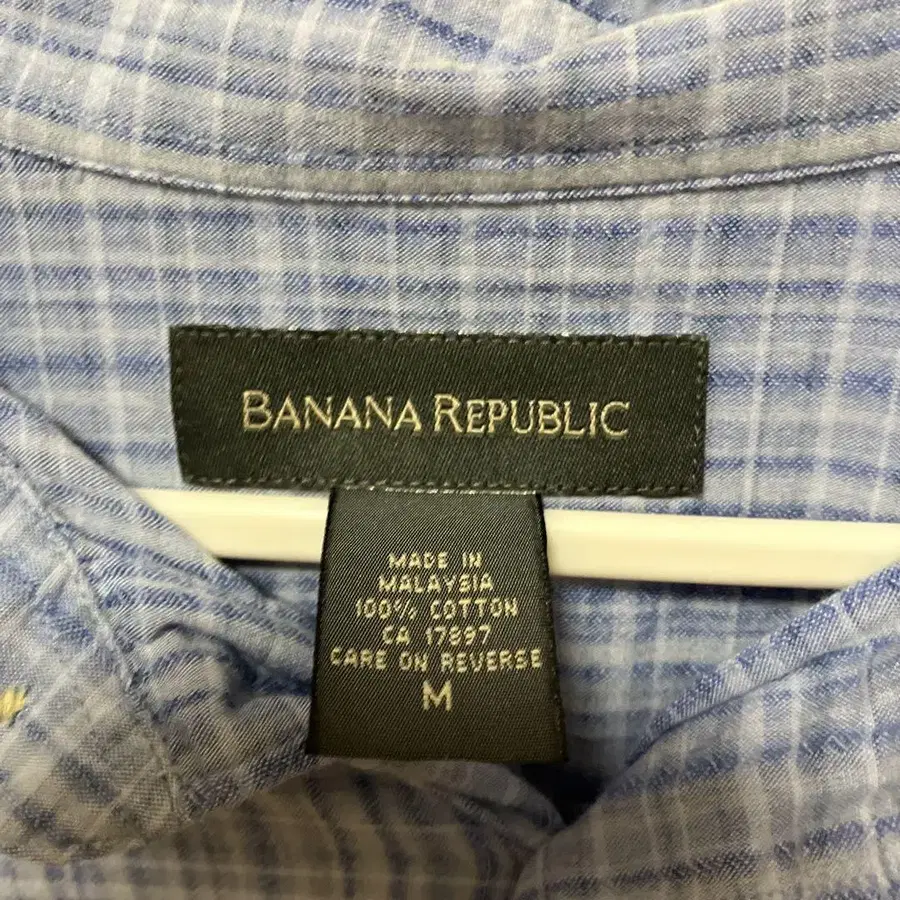 BANANA REPUBLIC
MADE IN
MALAYSIA
100% COTTON
CA 17897
CARE ON REVERSE
M